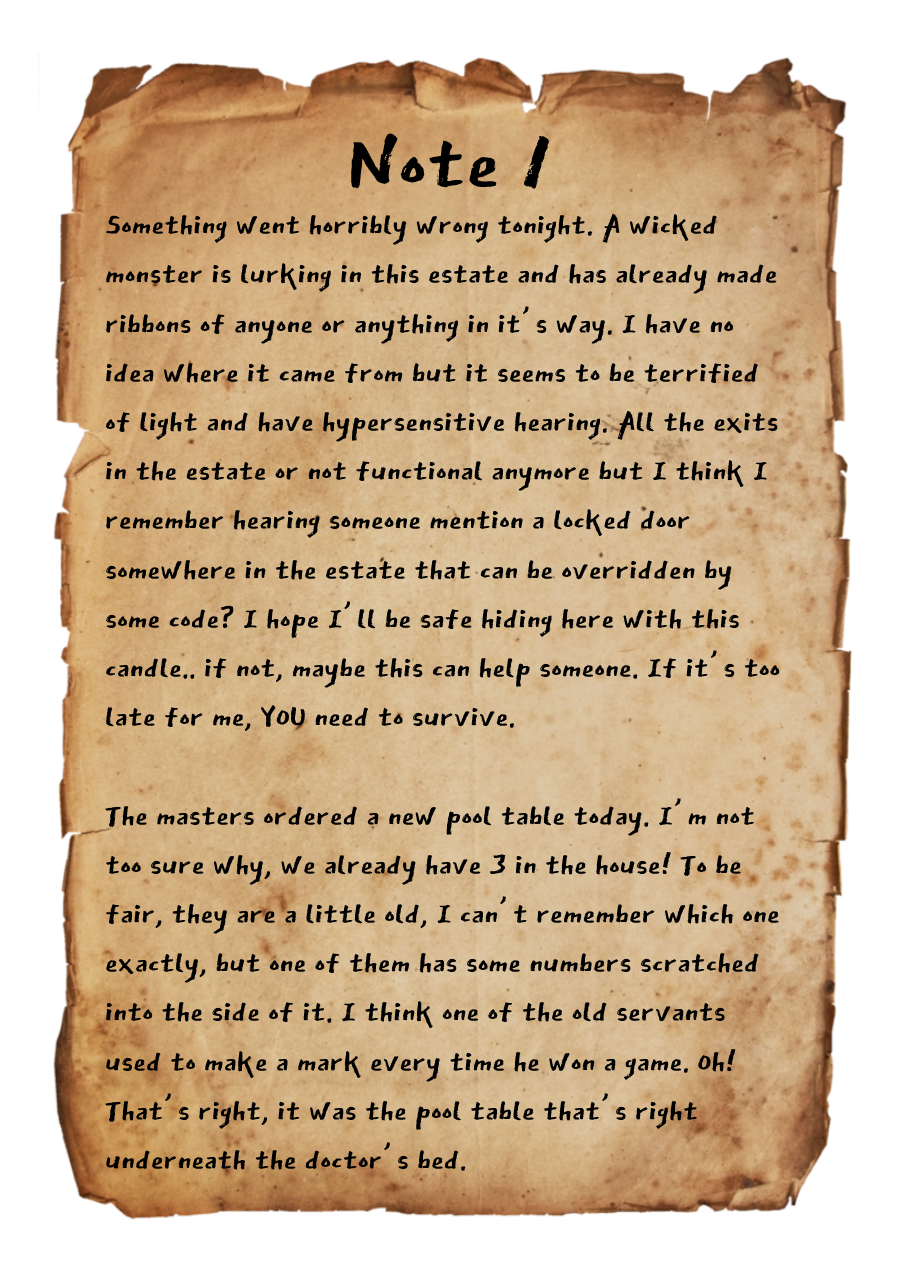 Note 1
Something went horribly wrong tonight. A wicked
monster is lurking in this estate and has already made
ribbons of anyone or anything in it's way. I have no
idea where it came from but it seems to be terrified
of light and have hypersensitive hearing. All the exits
in the estate or not functional anymore but I think I
remember hearing someone mention a locked door
somewhere in the estate that can be overridden by
some code? I hope I'll be safe hiding here with this
candle.. if not, maybe this can help someone. If it's too
late for me, YOU need to survive.
The masters ordered a new pool table today. I'm not
too sure why, we already have 3 in the house! To be
fair, they are a little old, I can't remember which one
exactly, but one of them has some numbers scratched
into the side of it. I think one of the old servants
used to make a mark every time he won a game. Oh!
That's right, it was the pool table that's right
underneath the doctor's bed.